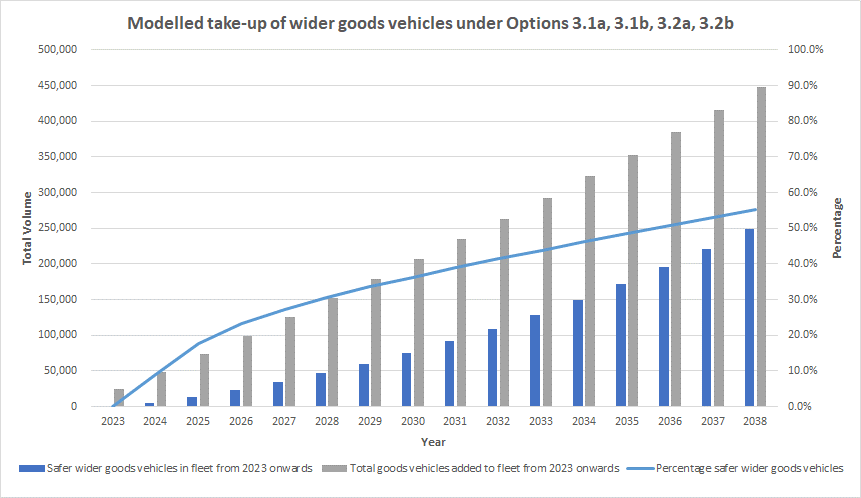 Modelled take-up of wider goods vehicles under Options 3.1a, 3.1b, 3.2a, 3.2b
500,000 100.0%
450,000 90.0%
400,000 80.0%
350,000 70.0%
300,000 60.0%
250,000 50.0%
200,000 40.0%
150,000 30.0%
100,000 20.0%
50,000 10.0%
0 0.0%
Total Volume
Percentage
2023 2024 2025 2026 2027 2028 2029 2030 2031 2032 2033 2034 2035 2036 2037 2038
Year
Safer wider goods vehicles in fleet from 2023 onwards Total goods vehicles added to fleet from 2023 onwards Percentage safer wider goods vehicles